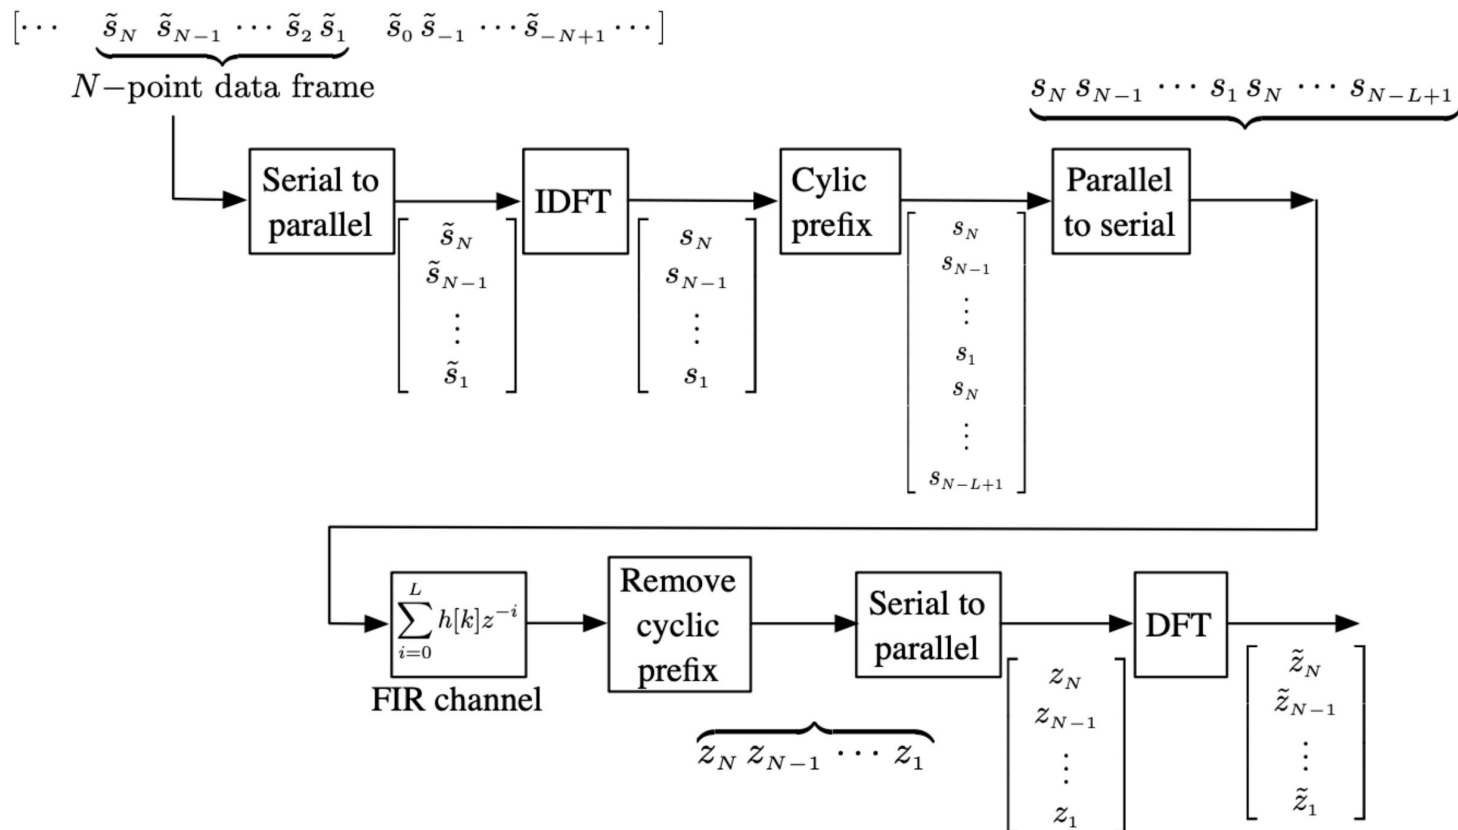 [⋯ s̃_N s̃_{N−1} ⋯ s̃_2 s̃_1 s̃_0 s̃_{−1} ⋯ s̃_{−N+1} ⋯]
N−point data frame
s_N s_{N−1} ⋯ s_1 s_N ⋯ s_{N−L+1}
Serial to
parallel
IDFT
Cylic
prefix
Parallel
to serial
s̃_N
s̃_{N−1}
⋮
s̃_1
s_N
s_{N−1}
⋮
s_1
s_N
s_{N−1}
⋮
s_1
s_N
⋮
s_{N−L+1}
∑_{i=0}^{L} h[k]z^{−i}
FIR channel
Remove
cyclic
prefix
Serial to
parallel
DFT
z_N z_{N−1} ⋯ z_1
z_N
z_{N−1}
⋮
z_1
z̃_N
z̃_{N−1}
⋮
z̃_1